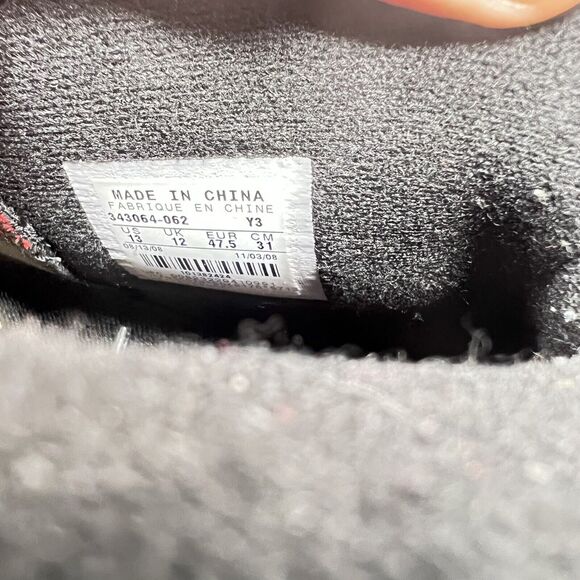 MADE IN CHINA
FABRIQUE EN CHINE
343064-062 Y3
US UK EUR CM
13 12 47.5 31
08/13/08 11/03/08